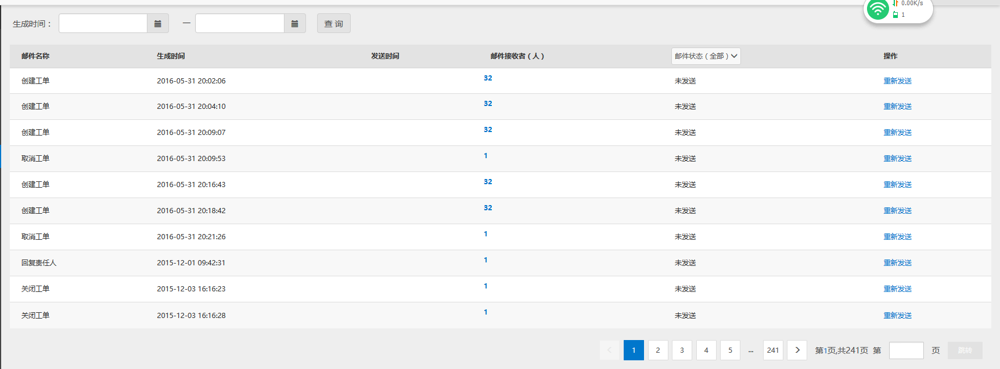 0.00K/s
1
生成时间：
—
查 询
邮件名称 生成时间 发送时间 邮件接收者（人） 邮件状态（全部） 操作
创建工单 2016-05-31 20:02:06 32 未发送 重新发送
创建工单 2016-05-31 20:04:10 32 未发送 重新发送
创建工单 2016-05-31 20:09:07 32 未发送 重新发送
取消工单 2016-05-31 20:09:53 1 未发送 重新发送
创建工单 2016-05-31 20:16:43 32 未发送 重新发送
创建工单 2016-05-31 20:18:42 32 未发送 重新发送
取消工单 2016-05-31 20:21:26 1 未发送 重新发送
回复责任人 2015-12-01 09:42:31 1 未发送 重新发送
关闭工单 2015-12-03 16:16:23 1 未发送 重新发送
关闭工单 2015-12-03 16:16:28 1 未发送 重新发送
< 1 2 3 4 5 ... 241 > 第1页,共241页 第 页 跳转